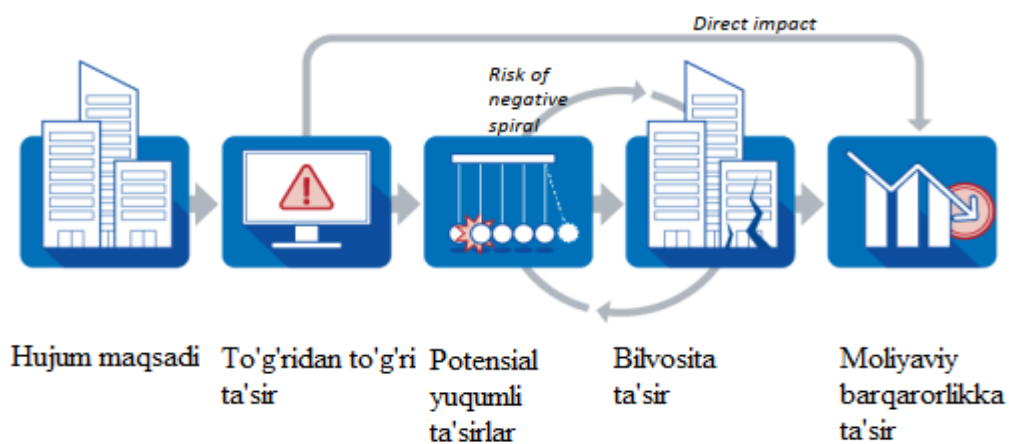 Direct impact
Risk of
negative
spiral
Hujum maqsadi
To'g'ridan to'g'ri
ta'sir
Potensial
yuqumli
ta'sirlar
Bilvosita
ta'sir
Moliyaviy
barqarorlikka
ta'sir